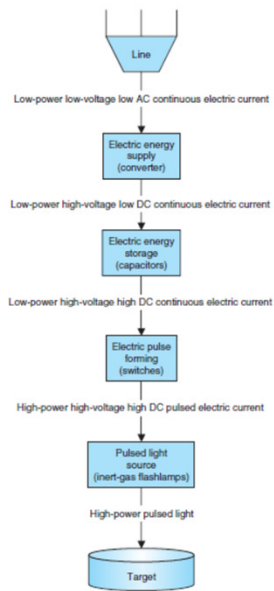 Line
Low-power low-voltage low AC continuous electric current
Electric energy
supply
(converter)
Low-power high-voltage low DC continuous electric current
Electric energy
storage
(capacitors)
Low-power high-voltage high DC continuous electric current
Electric pulse
forming
(switches)
High-power high-voltage high DC pulsed electric current
Pulsed light
source
(inert-gas flashlamps)
High-power pulsed light
Target